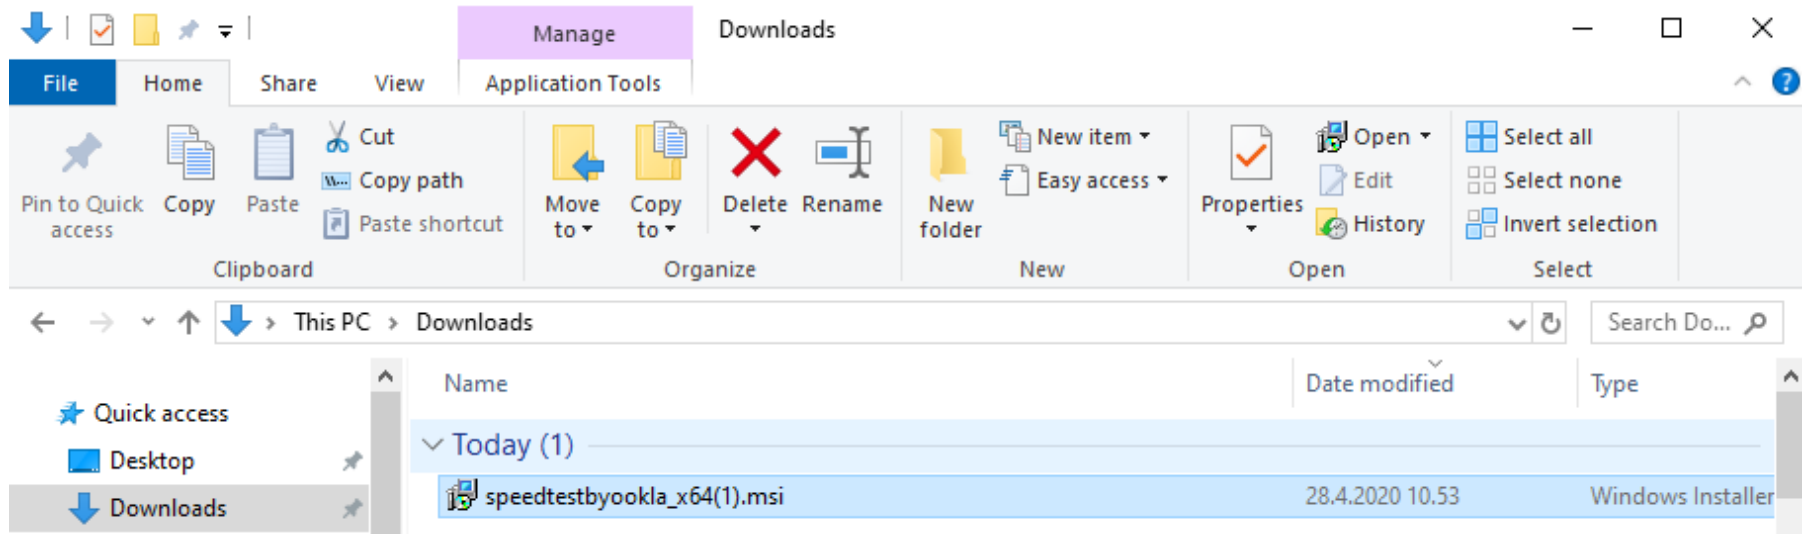 Manage Downloads
File Home Share View Application Tools
Pin to Quick access
Copy
Paste
Cut
Copy path
Paste shortcut
Clipboard
Move to
Copy to
Delete
Rename
Organize
New folder
New item
Easy access
New
Properties
Open
Edit
History
Open
Select all
Select none
Invert selection
Select
This PC > Downloads
Search Do...
Quick access
Desktop
Downloads
Name Date modified Type
Today (1)
speedtestbyookla_x64(1).msi 28.4.2020 10.53 Windows Installer